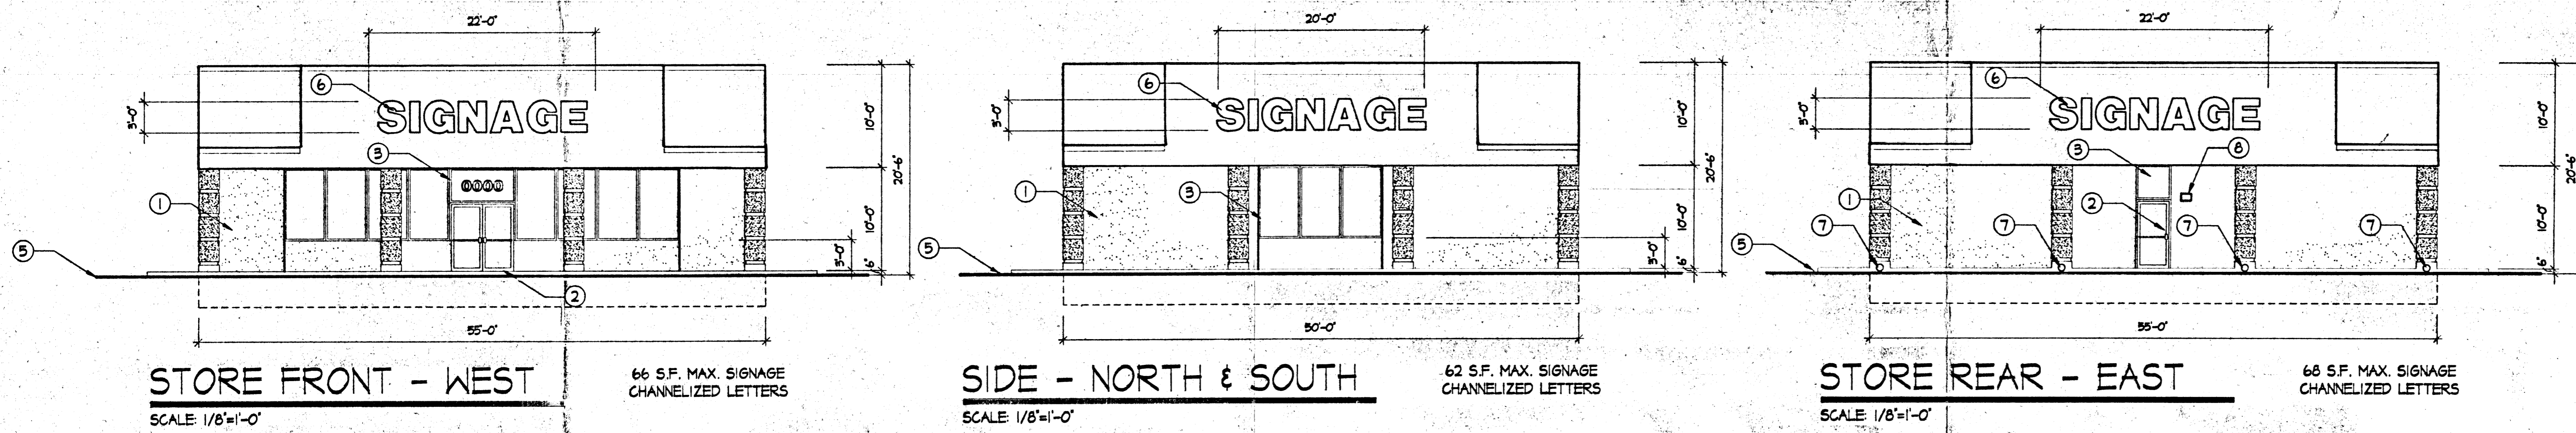 22'-0"
6
3'-0"
SIGNAGE
10'-0"
20'-6"
3
0000
1
10'-0"
5
3'-0"
6"
2
55'-0"
STORE FRONT - WEST
SCALE: 1/8"=1'-0"
66 S.F. MAX. SIGNAGE
CHANNELIZED LETTERS
20'-0"
6
3'-0"
SIGNAGE
10'-0"
20'-6"
1
3
10'-0"
5
3'-0"
6"
50'-0"
SIDE - NORTH & SOUTH
SCALE: 1/8"=1'-0"
62 S.F. MAX. SIGNAGE
CHANNELIZED LETTERS
22'-0"
6
3'-0"
SIGNAGE
10'-0"
20'-6"
3
8
1
2
10'-0"
7
7
7
7
5
6"
55'-0"
STORE REAR - EAST
SCALE: 1/8"=1'-0"
68 S.F. MAX. SIGNAGE
CHANNELIZED LETTERS